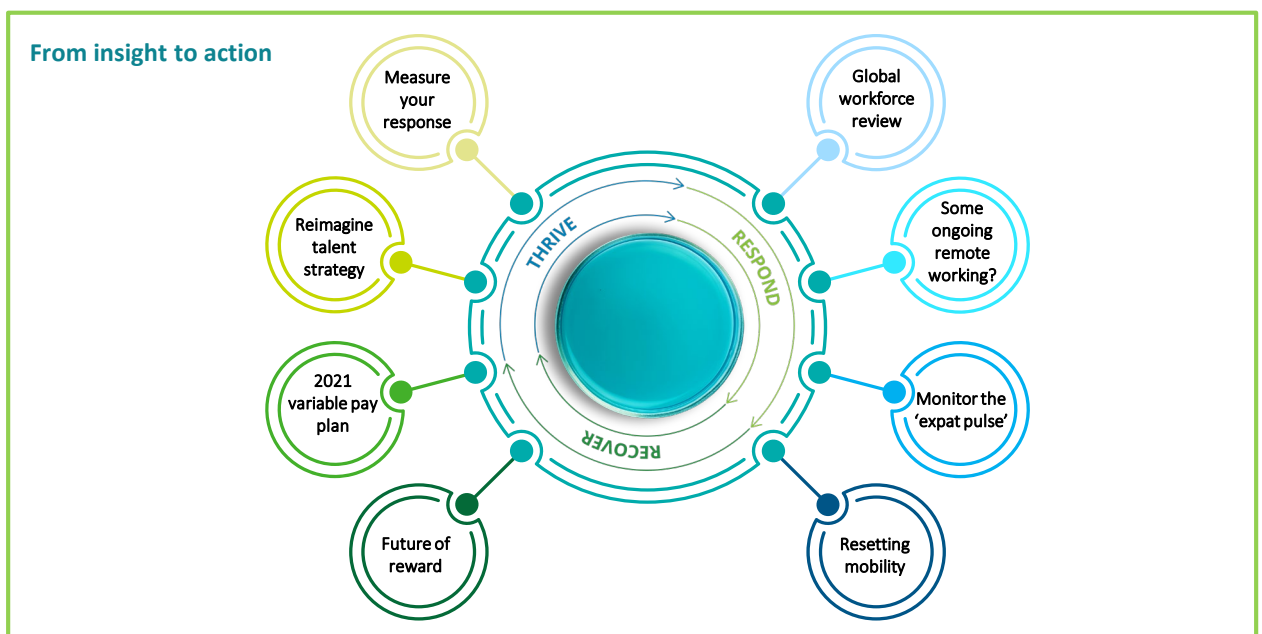 From insight to action
Measure
your
response
Global
workforce
review
Reimagine
talent
strategy
Some
ongoing
remote
working?
2021
variable pay
plan
Monitor the
‘expat pulse’
Future of
reward
Resetting
mobility
THRIVE
RESPOND
RECOVER